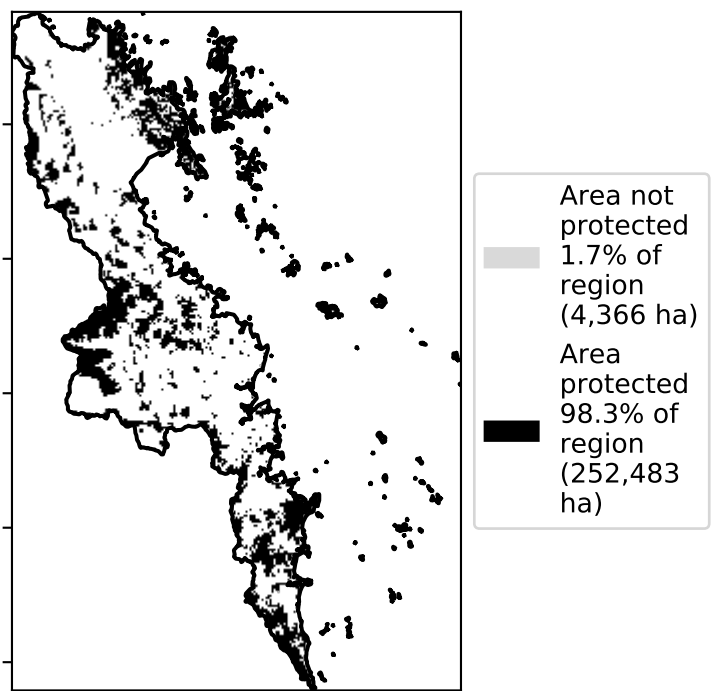 Area not
protected
1.7% of
region
(4,366 ha)
Area
protected
98.3% of
region
(252,483
ha)